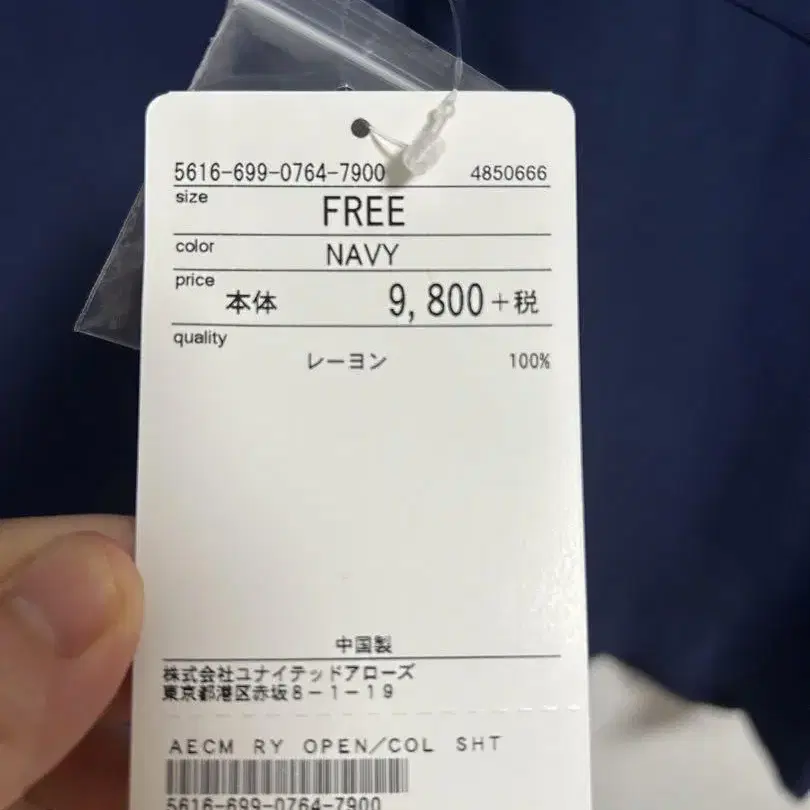 5616-699-0764-7900 4850666
size
FREE
color
NAVY
price
本体 9,800+税
quality
レーヨン 100%
中国製
株式会社ユナイテッドアローズ
東京都港区赤坂8-1-19
AECM RY OPEN/COL SHT
5616-699-0764-7900